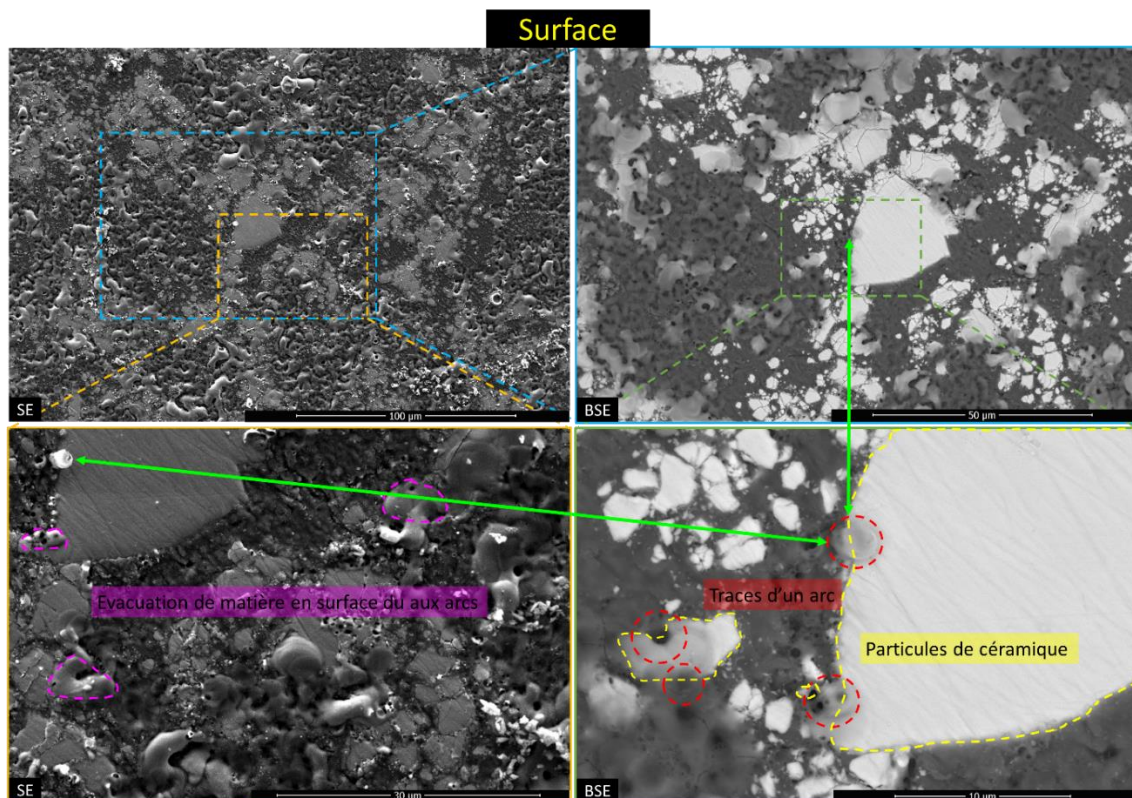 Surface
SE
100 µm
BSE
50 µm
Evacuation de matière en surface du aux arcs
SE
30 µm
Traces d'un arc
Particules de céramique
BSE
10 µm